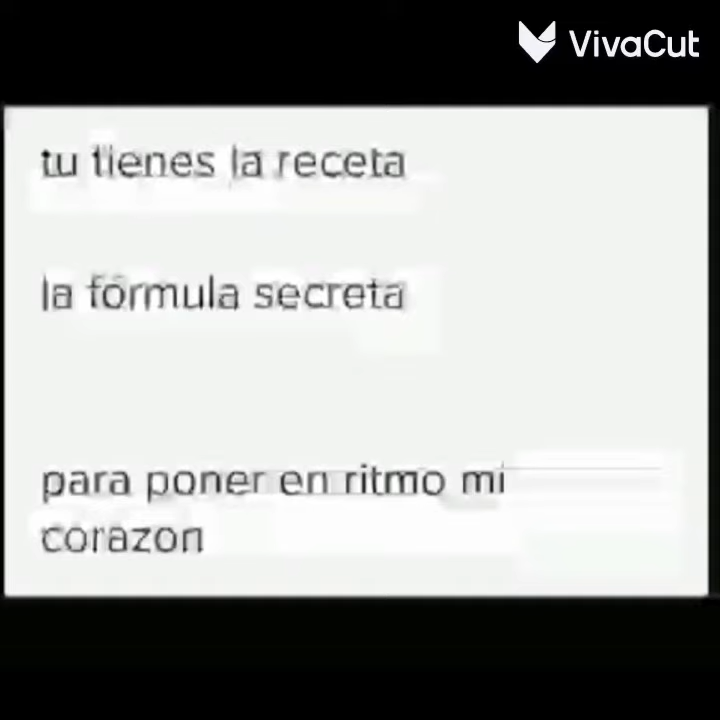 VivaCut
tu tienes la receta
la fórmula secreta
para poner en ritmo mi
corazon